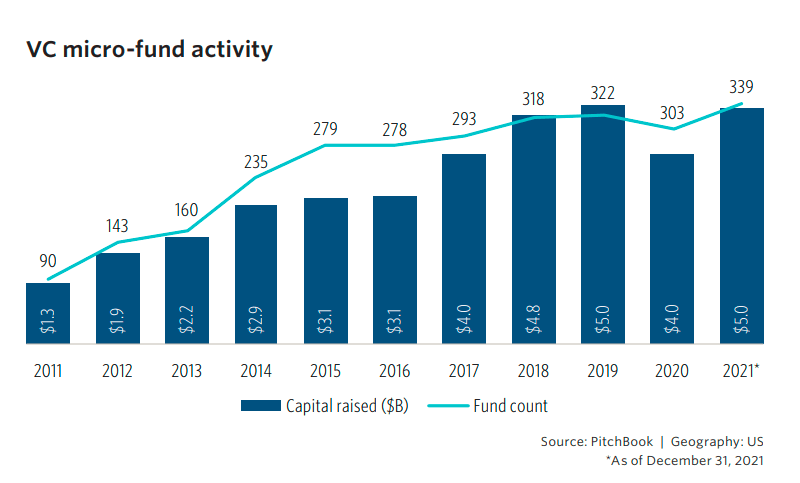 VC micro-fund activity
90 143 160 235 279 278 293 318 322 303 339
$1.3 $1.9 $2.2 $2.9 $3.1 $3.1 $4.0 $4.8 $5.0 $4.0 $5.0
2011 2012 2013 2014 2015 2016 2017 2018 2019 2020 2021*
Capital raised ($B) Fund count
Source: PitchBook | Geography: US
*As of December 31, 2021